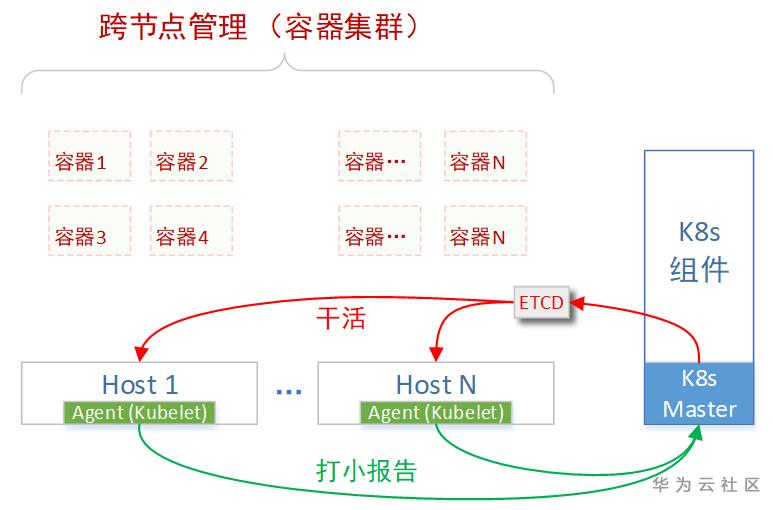 跨节点管理（容器集群）
容器1
容器2
容器…
容器N
容器3
容器4
容器…
容器N
K8s
组件
ETCD
干活
Host 1
Agent (Kubelet)
…
Host N
Agent (Kubelet)
K8s
Master
打小报告
华为云社区